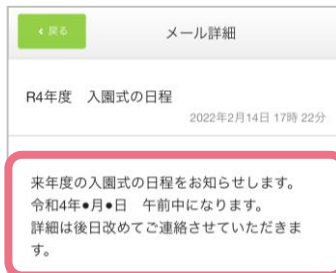 < 戻る
メール詳細
R4年度　入園式の日程
2022年2月14日 17時 22分
来年度の入園式の日程をお知らせします。
令和4年●月●日　午前中になります。
詳細は後日改めてご連絡させていただきま
す。